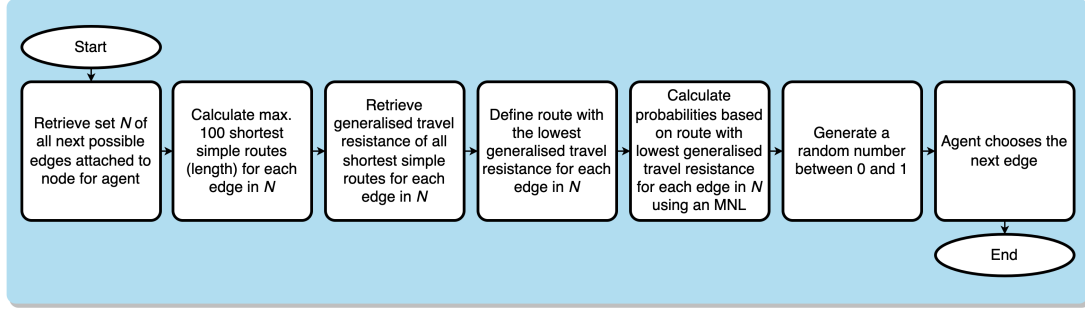 Start
Retrieve set N of
all next possible
edges attached to
node for agent
Calculate max.
100 shortest
simple routes
(length) for each
edge in N
Retrieve
generalised travel
resistance of all
shortest simple
routes for each
edge in N
Define route with
the lowest
generalised travel
resistance for each
edge in N
Calculate
probabilities based
on route with
lowest generalised
travel resistance
for each edge in N
using an MNL
Generate a
random number
between 0 and 1
Agent chooses the
next edge
End